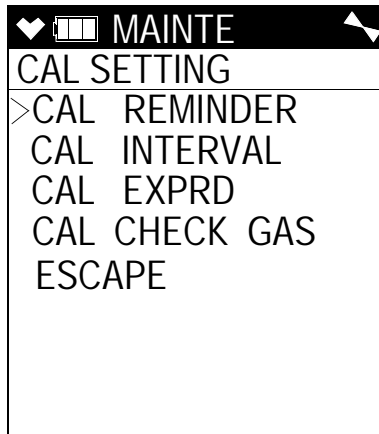 MAINTE
CAL SETTING
>CAL REMINDER
CAL INTERVAL
CAL EXPRD
CAL CHECK GAS
ESCAPE